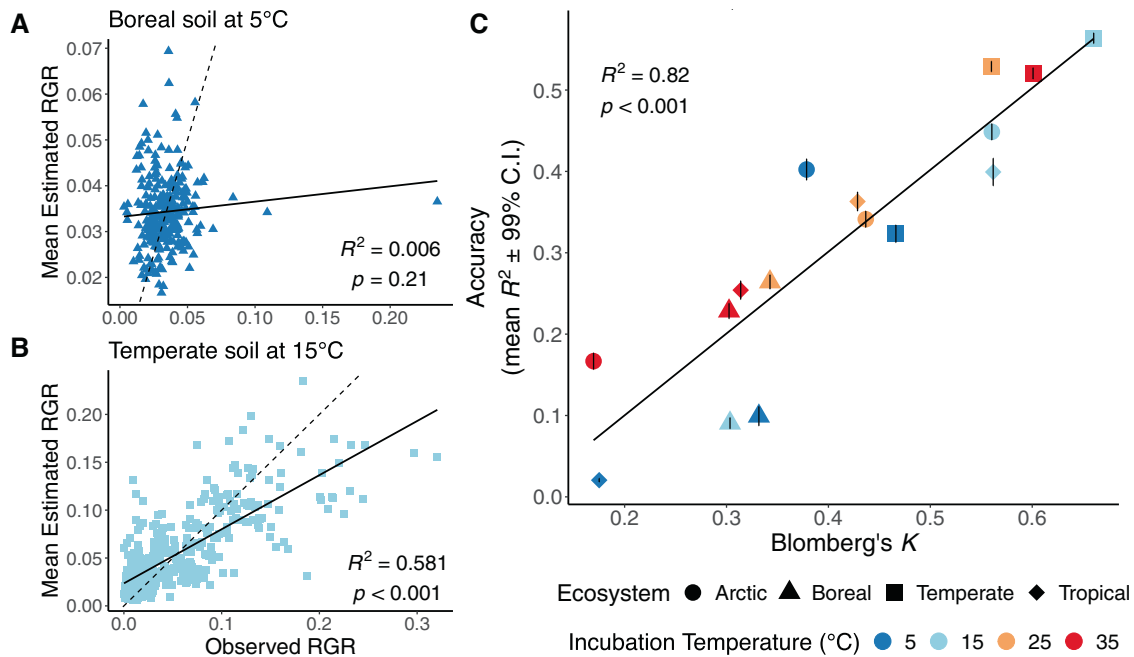 A
Boreal soil at 5°C
Mean Estimated RGR
0.07
0.06
0.05
0.04
0.03
0.02
R² = 0.006
p = 0.21
0.00 0.05 0.10 0.15 0.20
B
Temperate soil at 15°C
Mean Estimated RGR
0.20
0.15
0.10
0.05
0.00
R² = 0.581
p < 0.001
0.0 0.1 0.2 0.3
Observed RGR
C
Accuracy
(mean R² ± 99% C.I.)
R² = 0.82
p < 0.001
0.5
0.4
0.3
0.2
0.1
0.0
0.2 0.3 0.4 0.5 0.6
Blomberg's K
Ecosystem Arctic Boreal Temperate Tropical
Incubation Temperature (°C) 5 15 25 35